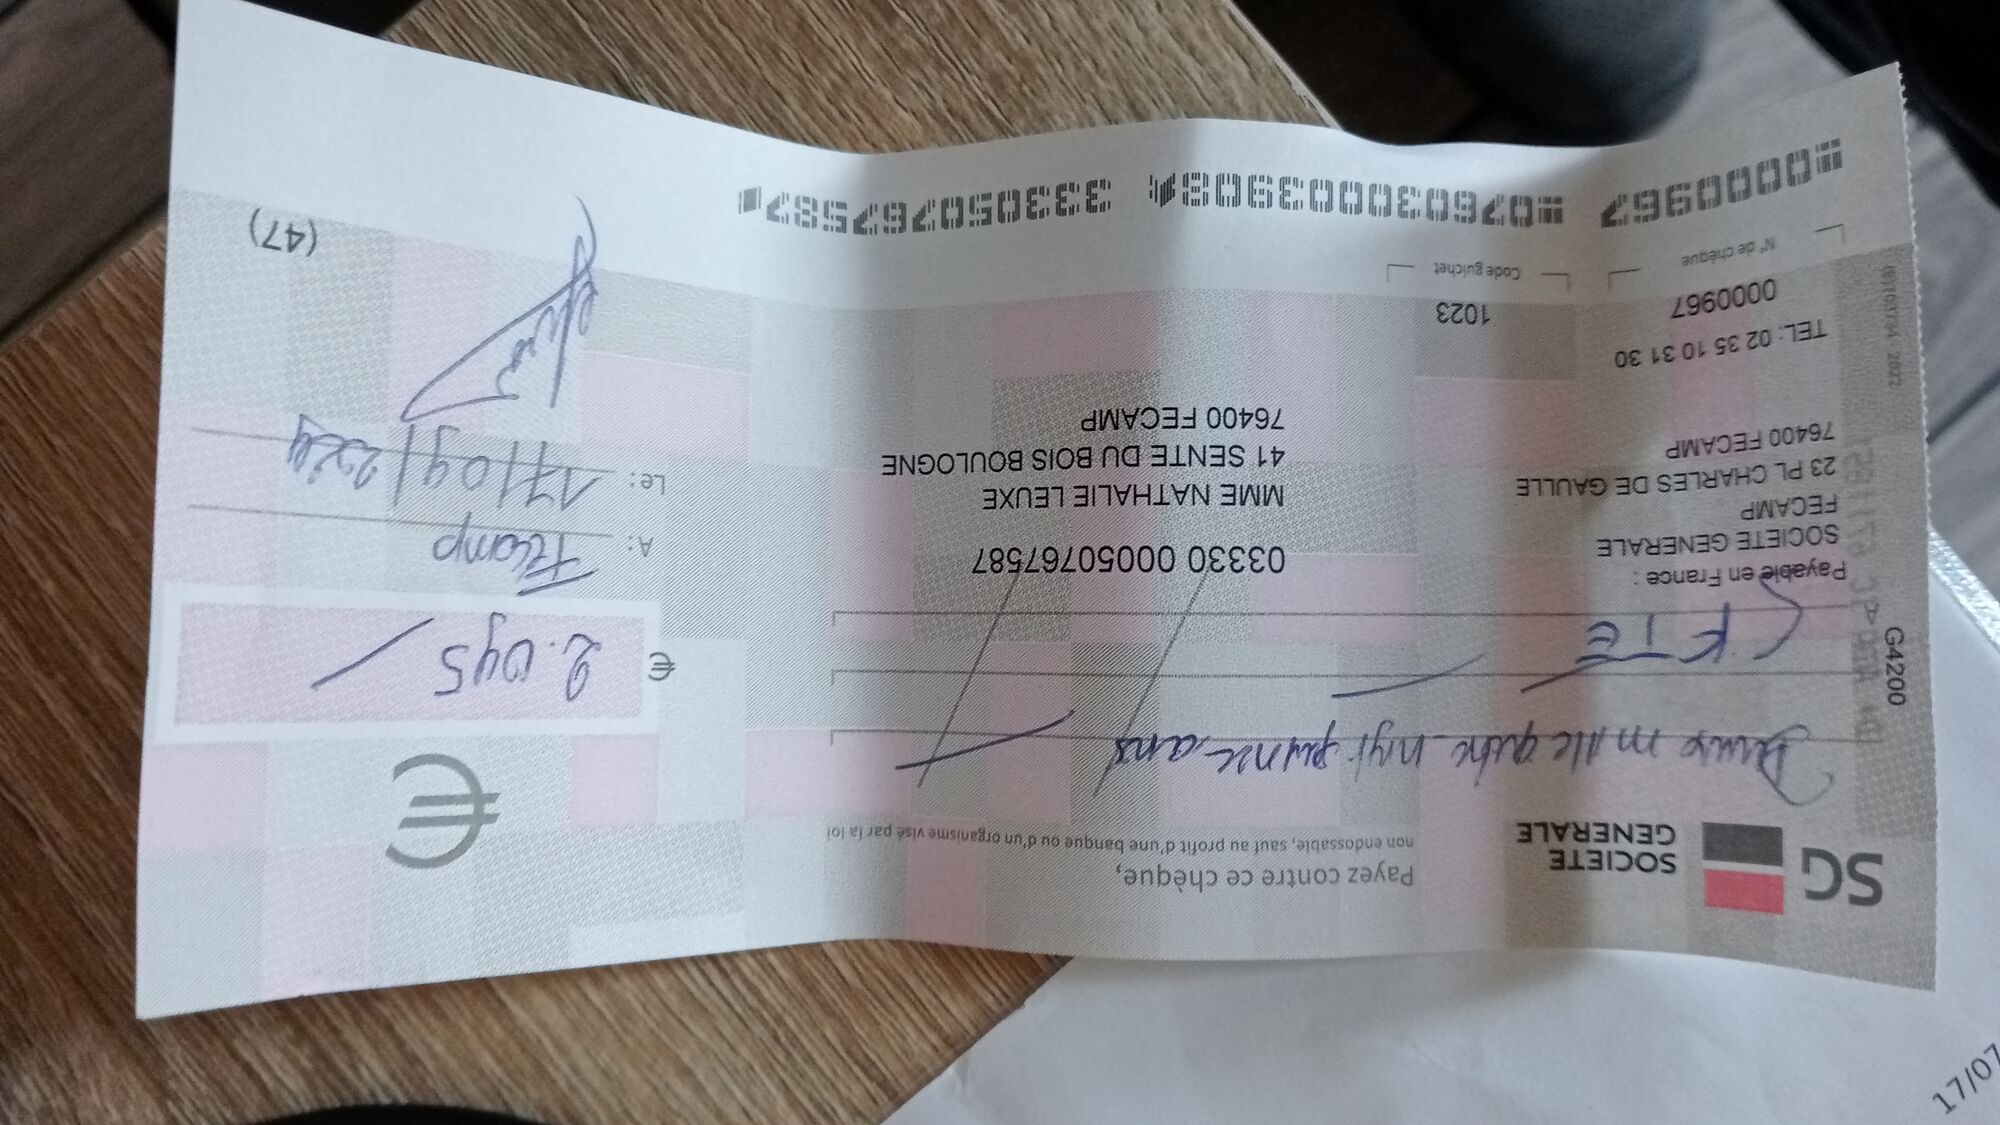 SG
SOCIETE
GENERALE
Payez contre ce chèque,
non endossable, sauf au profit d'une banque ou d'un organisme visé par la loi
Deux mille quatre-vingt quinze
€
2.095
G4200
KTE
Payable en France :
SOCIETE GENERALE
FECAMP
23 PL CHARLES DE GAULLE
76400 FECAMP
TEL: 02 35 10 31 30
03330 00050767587
MME NATHALIE LEUXE
41 SENTE DU BOIS BOULOGNE
76400 FECAMP
A: Fécamp
Le: 17/09/2024
0000967
N° de chèque
1023
Code guichet
(47)
0000967 076030003908 333050767587
17/07